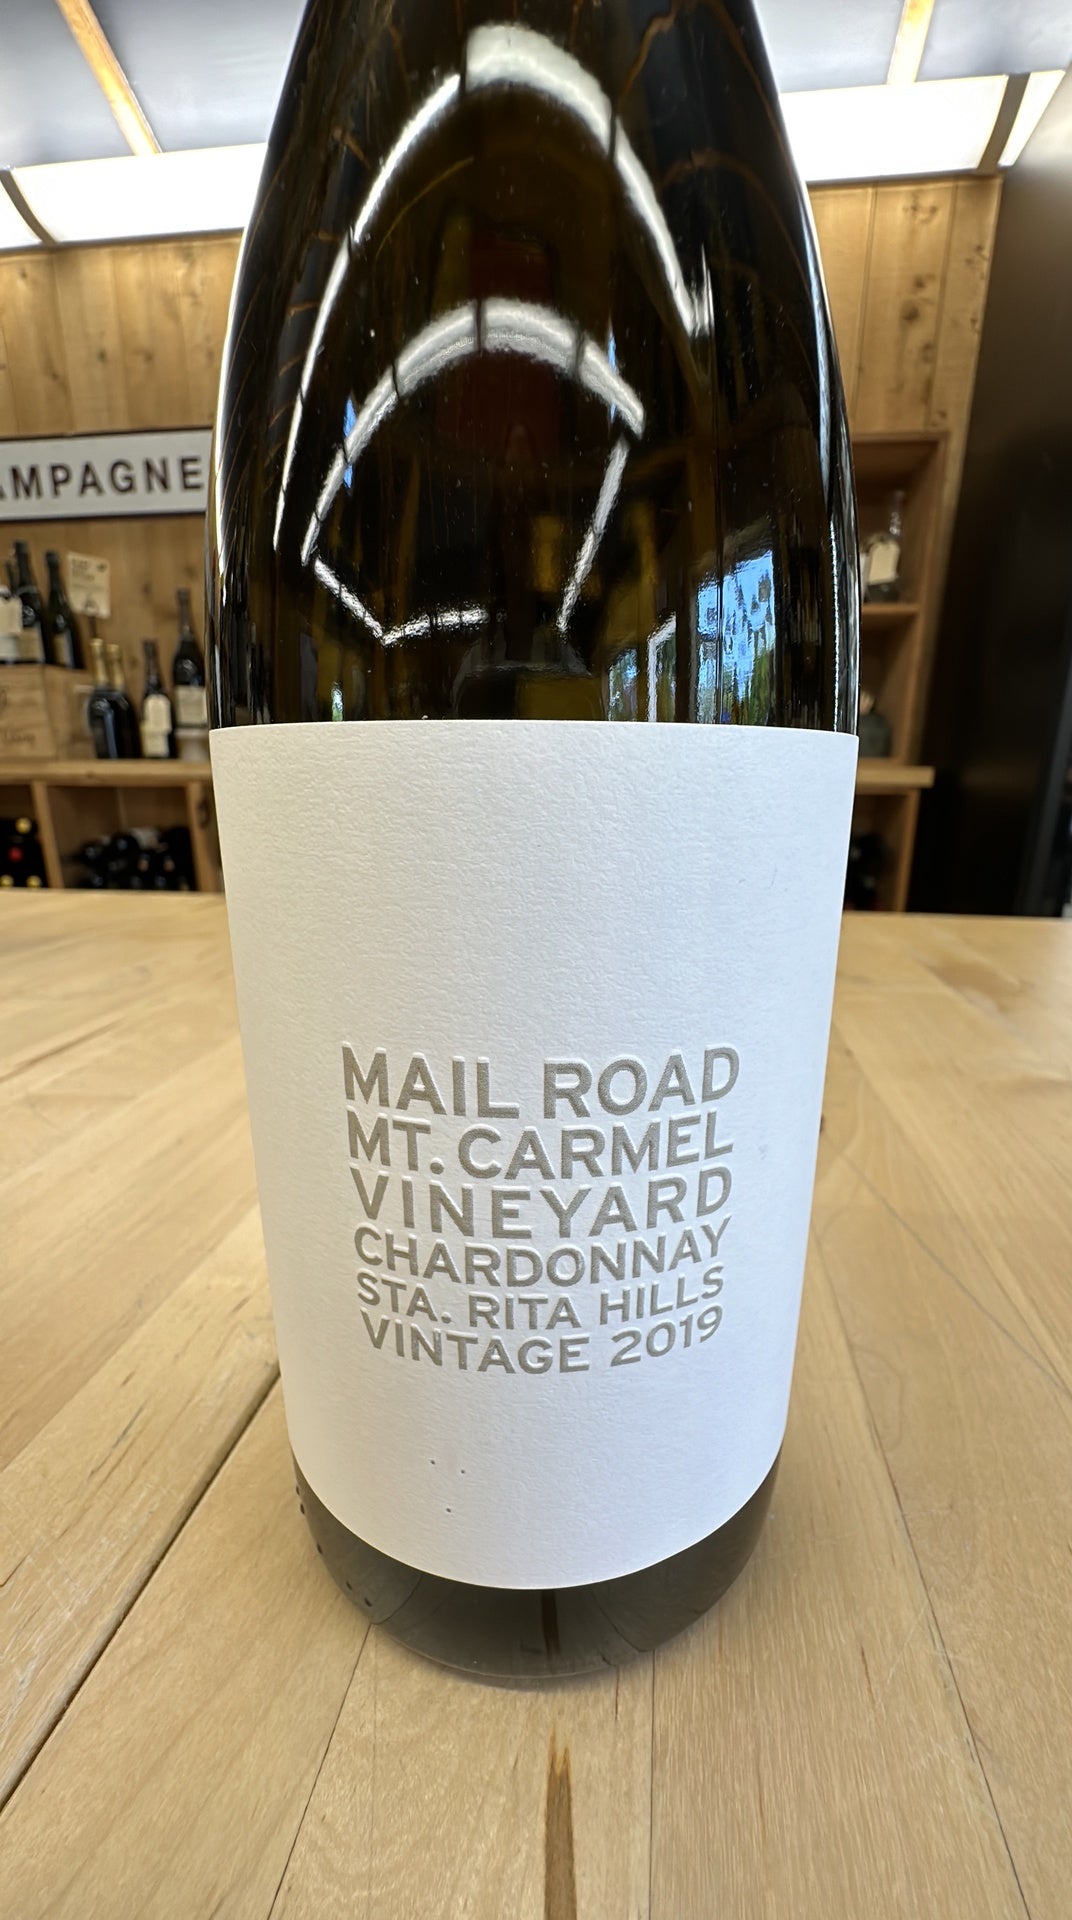 AMPAGNE
MAIL ROAD
MT. CARMEL
VINEYARD
CHARDONNAY
STA. RITA HILLS
VINTAGE 2019